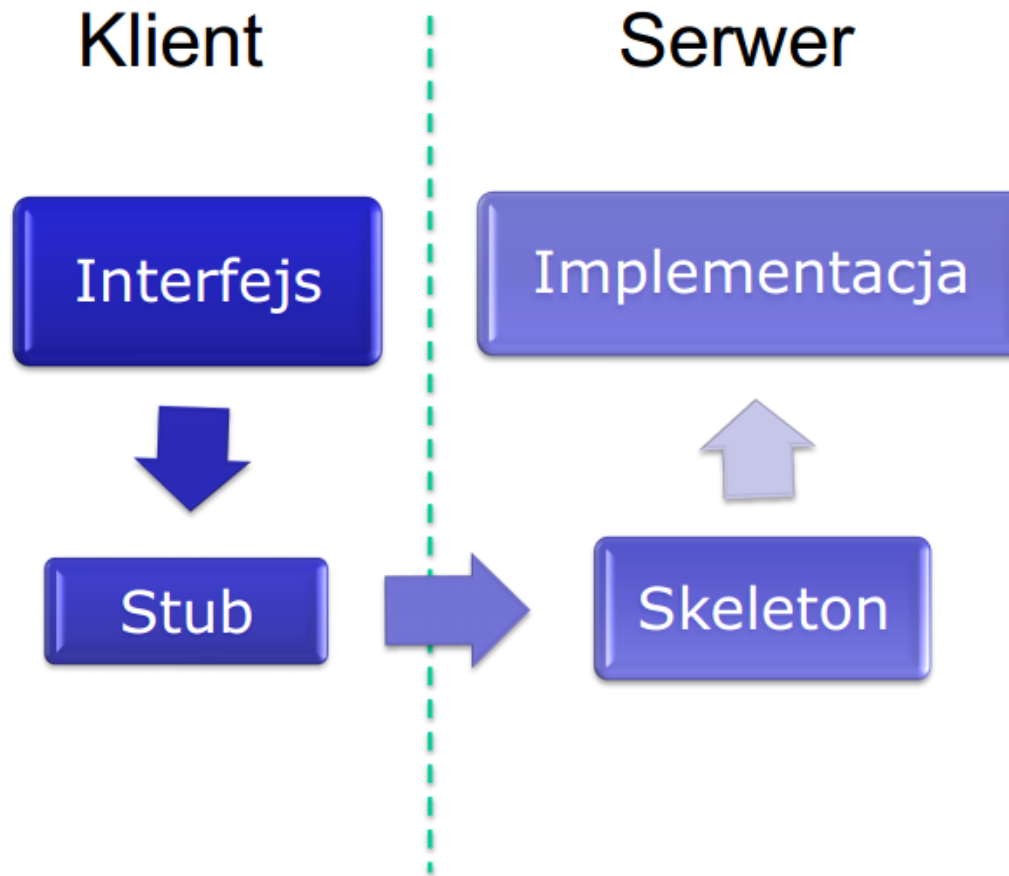 Klient
Serwer
Interfejs
Implementacja
Stub
Skeleton